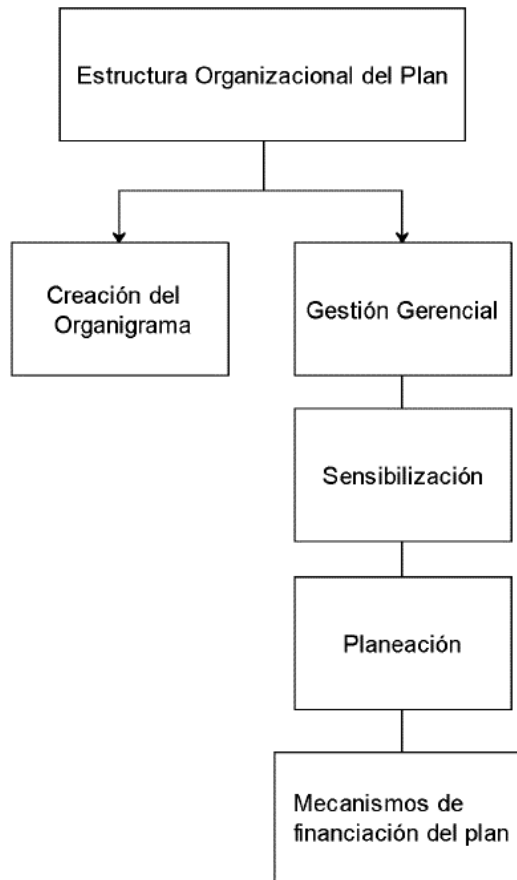 Estructura Organizacional del Plan
Creación del
Organigrama
Gestión Gerencial
Sensibilización
Planeación
Mecanismos de
financiación del plan